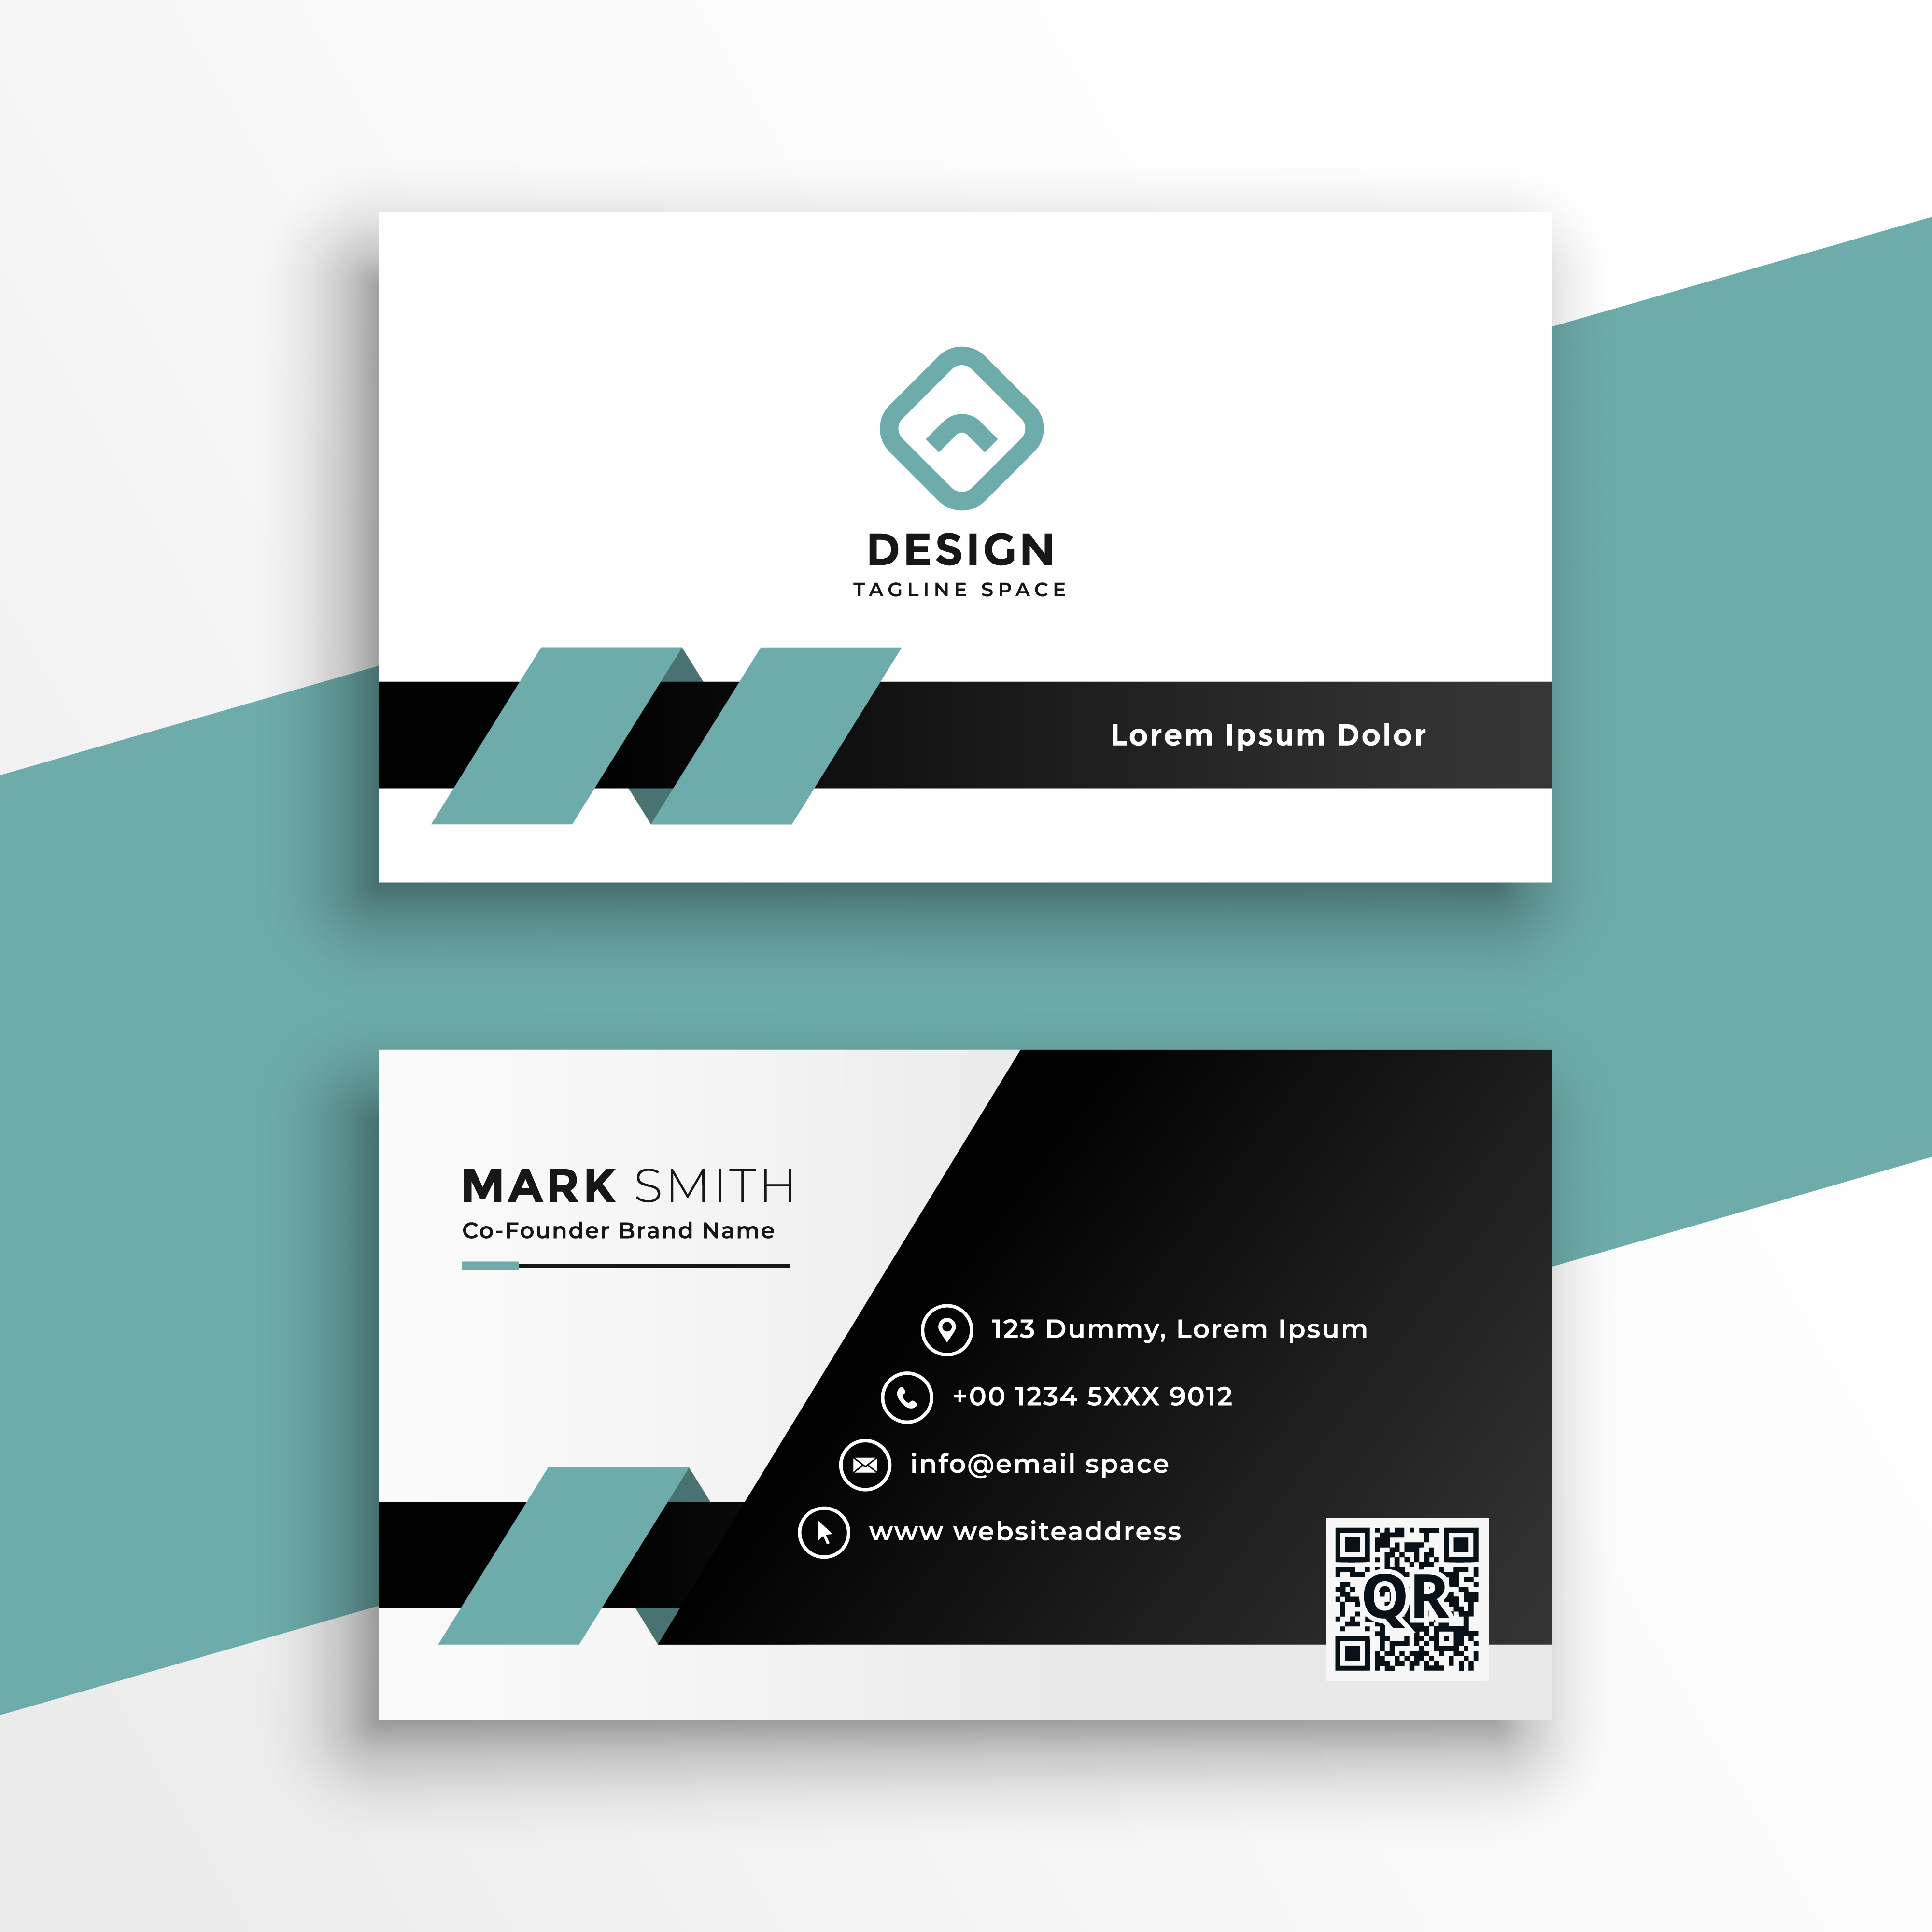 DESIGN
TAGLINE SPACE
Lorem Ipsum Dolor
MARK SMITH
Co-Founder Brand Name
123 Dummy, Lorem Ipsum
+00 1234 5XXX 9012
info@email space
www websiteaddress
QR